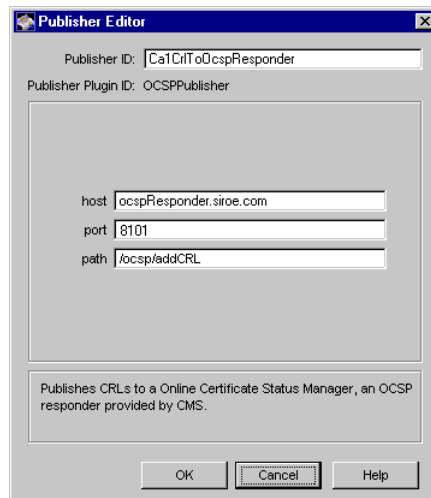 Publisher Editor
Publisher ID: Ca1CrlToOcspResponder
Publisher Plugin ID: OCSPPublisher
host ocspResponder.siroe.com
port 8101
path /ocsp/addCRL
Publishes CRLs to a Online Certificate Status Manager, an OCSP
responder provided by CMS.
OK Cancel Help